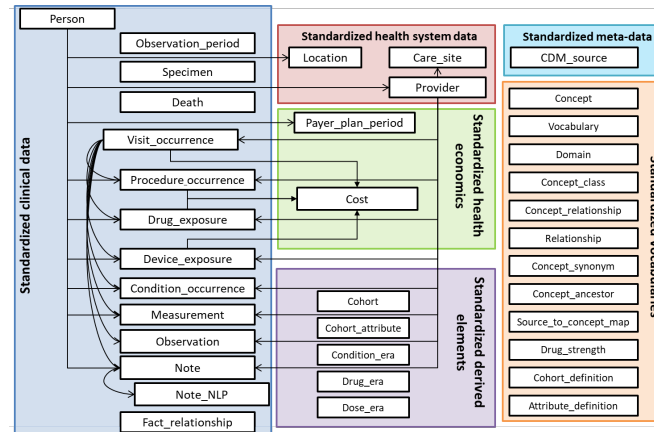 Person
Observation_period
Specimen
Death
Visit_occurrence
Procedure_occurrence
Drug_exposure
Device_exposure
Condition_occurrence
Measurement
Observation
Note
Note_NLP
Fact_relationship
Standardized clinical data
Standardized health system data
Location
Care_site
Provider
Payer_plan_period
Cost
Standardized health
economics
Cohort
Cohort_attribute
Condition_era
Drug_era
Dose_era
Standardized derived
elements
Standardized meta-data
CDM_source
Concept
Vocabulary
Domain
Concept_class
Concept_relationship
Relationship
Concept_synonym
Concept_ancestor
Source_to_concept_map
Drug_strength
Cohort_definition
Attribute_definition